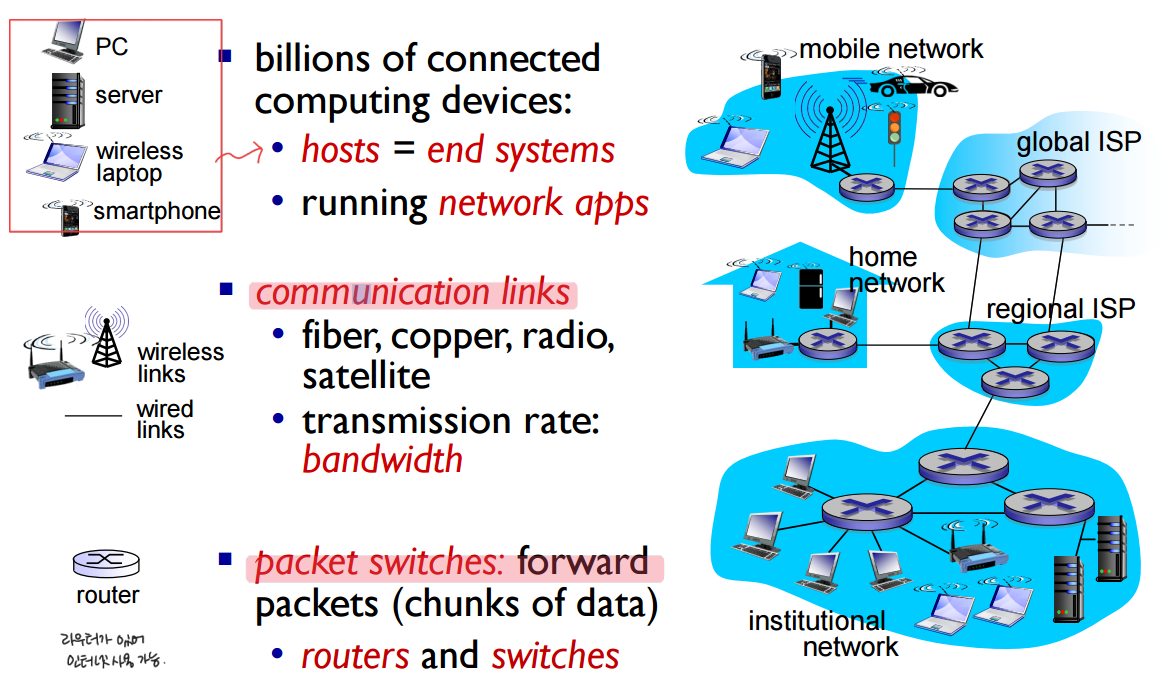 PC
server
wireless
laptop
smartphone
billions of connected
computing devices:
• hosts = end systems
• running network apps
communication links
• fiber, copper, radio,
satellite
• transmission rate:
bandwidth
wireless
links
wired
links
packet switches: forward
packets (chunks of data)
• routers and switches
router
라우터가 있어
인터넷 사용 가능.
mobile network
global ISP
home
network
regional ISP
institutional
network